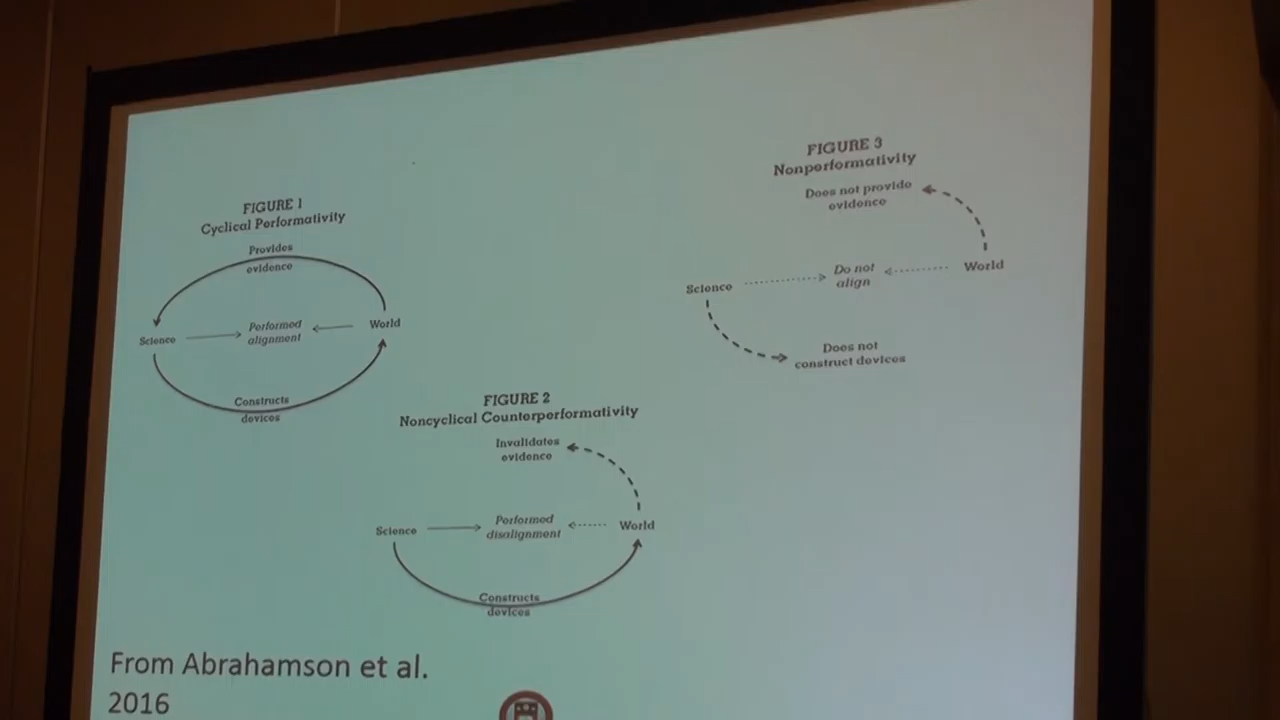 FIGURE 1
Cyclical Performativity
Provides
evidence
Science
Performed
alignment
World
Constructs
devices
FIGURE 2
Noncyclical Counterperformativity
Invalidates
evidence
Science
Performed
disalignment
World
Constructs
devices
FIGURE 3
Nonperformativity
Does not provide
evidence
Science
Do not
align
World
Does not
construct devices
From Abrahamson et al.
2016